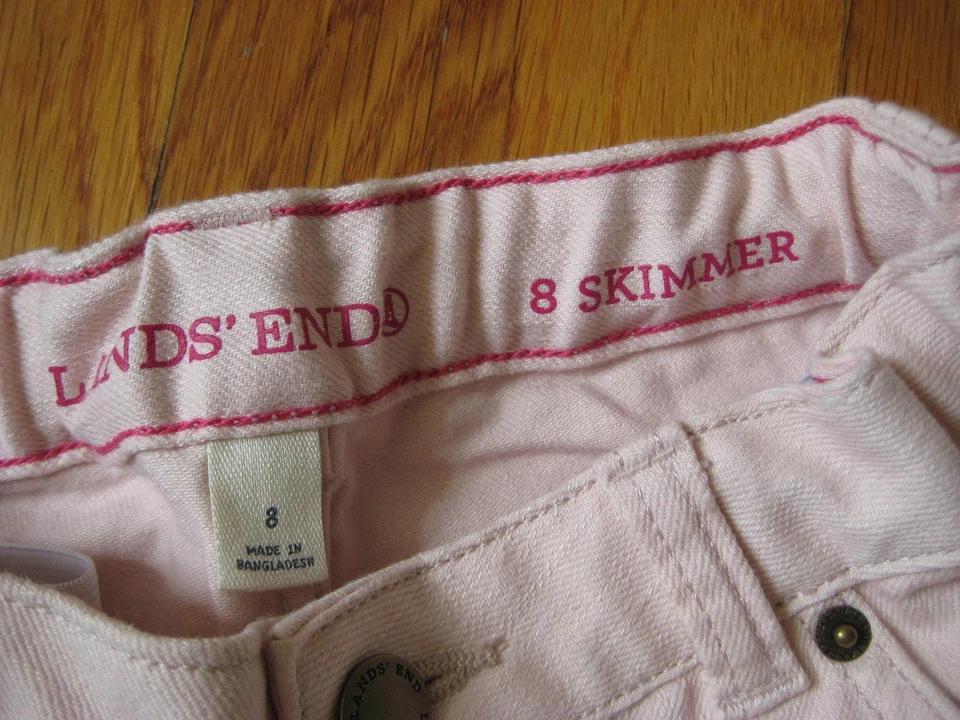 LANDS' END
8 SKIMMER
8
MADE IN
BANGLADESH
LANDS' END